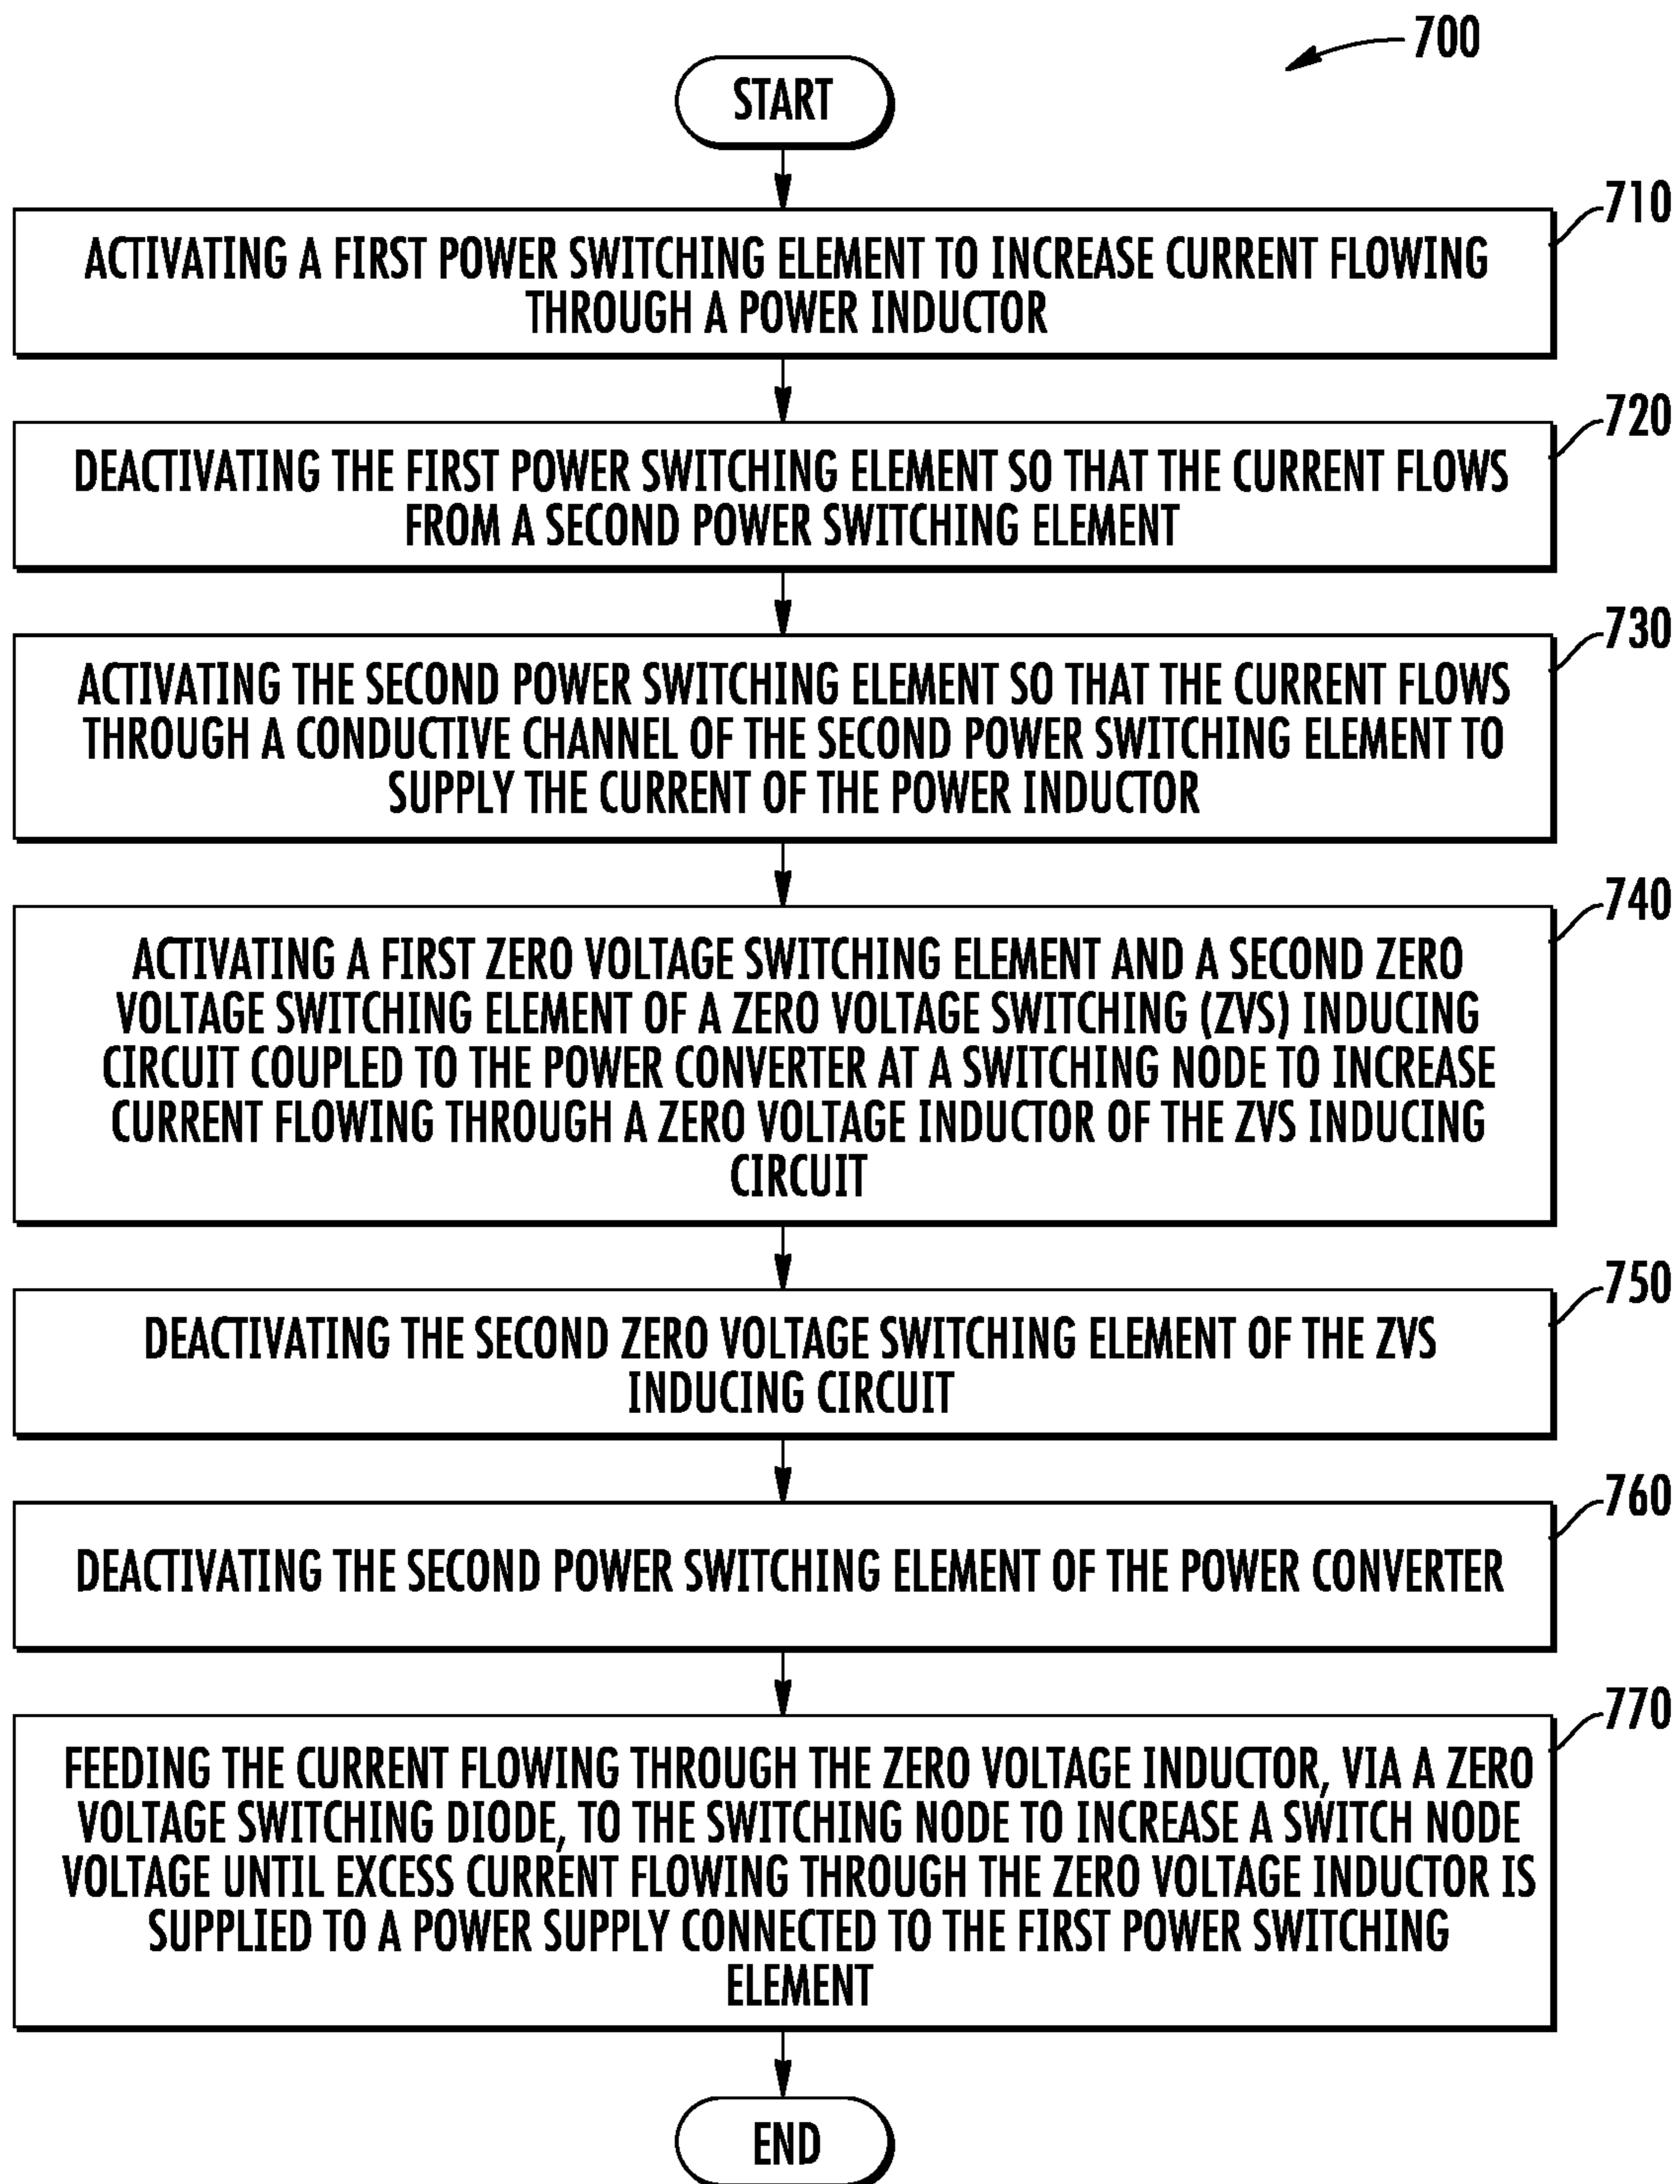 700
START
710
ACTIVATING A FIRST POWER SWITCHING ELEMENT TO INCREASE CURRENT FLOWING
THROUGH A POWER INDUCTOR
720
DEACTIVATING THE FIRST POWER SWITCHING ELEMENT SO THAT THE CURRENT FLOWS
FROM A SECOND POWER SWITCHING ELEMENT
730
ACTIVATING THE SECOND POWER SWITCHING ELEMENT SO THAT THE CURRENT FLOWS
THROUGH A CONDUCTIVE CHANNEL OF THE SECOND POWER SWITCHING ELEMENT TO
SUPPLY THE CURRENT OF THE POWER INDUCTOR
740
ACTIVATING A FIRST ZERO VOLTAGE SWITCHING ELEMENT AND A SECOND ZERO
VOLTAGE SWITCHING ELEMENT OF A ZERO VOLTAGE SWITCHING (ZVS) INDUCING
CIRCUIT COUPLED TO THE POWER CONVERTER AT A SWITCHING NODE TO INCREASE
CURRENT FLOWING THROUGH A ZERO VOLTAGE INDUCTOR OF THE ZVS INDUCING
CIRCUIT
750
DEACTIVATING THE SECOND ZERO VOLTAGE SWITCHING ELEMENT OF THE ZVS
INDUCING CIRCUIT
760
DEACTIVATING THE SECOND POWER SWITCHING ELEMENT OF THE POWER CONVERTER
770
FEEDING THE CURRENT FLOWING THROUGH THE ZERO VOLTAGE INDUCTOR, VIA A ZERO
VOLTAGE SWITCHING DIODE, TO THE SWITCHING NODE TO INCREASE A SWITCH NODE
VOLTAGE UNTIL EXCESS CURRENT FLOWING THROUGH THE ZERO VOLTAGE INDUCTOR IS
SUPPLIED TO A POWER SUPPLY CONNECTED TO THE FIRST POWER SWITCHING
ELEMENT
END